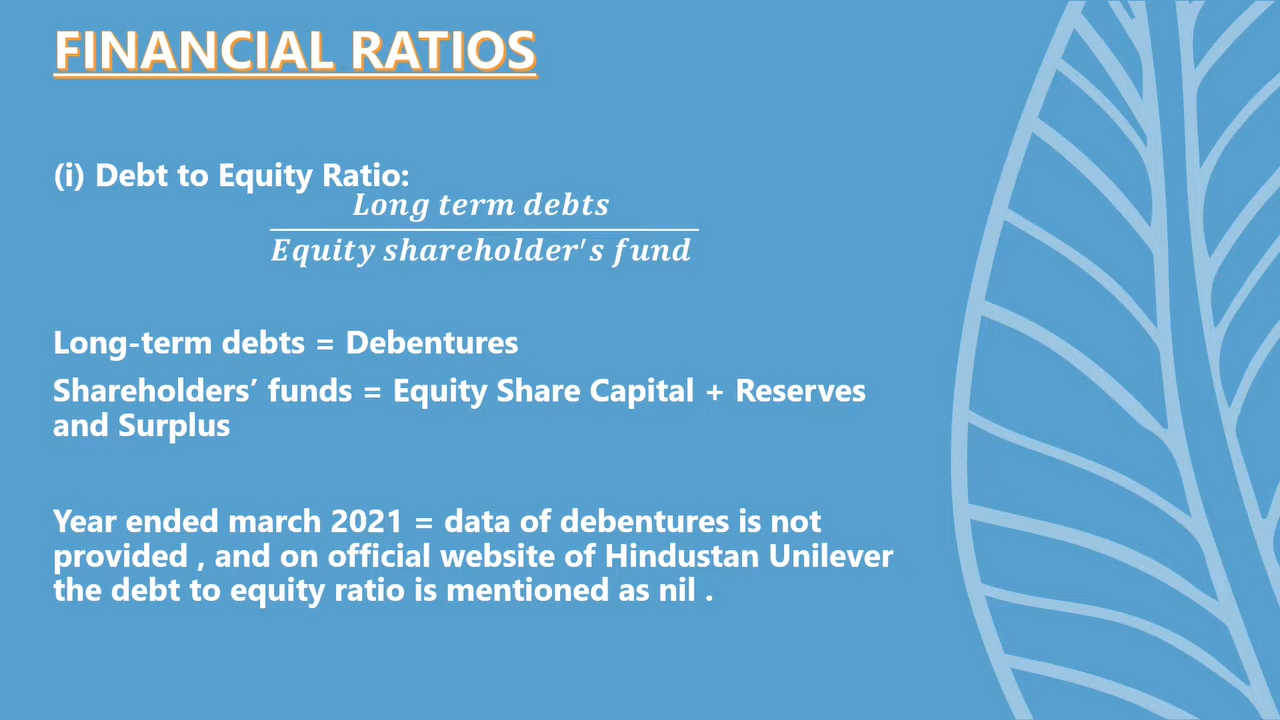 FINANCIAL RATIOS
(i) Debt to Equity Ratio:
Long term debts
Equity shareholder's fund
Long-term debts = Debentures
Shareholders’ funds = Equity Share Capital + Reserves
and Surplus
Year ended march 2021 = data of debentures is not
provided , and on official website of Hindustan Unilever
the debt to equity ratio is mentioned as nil .